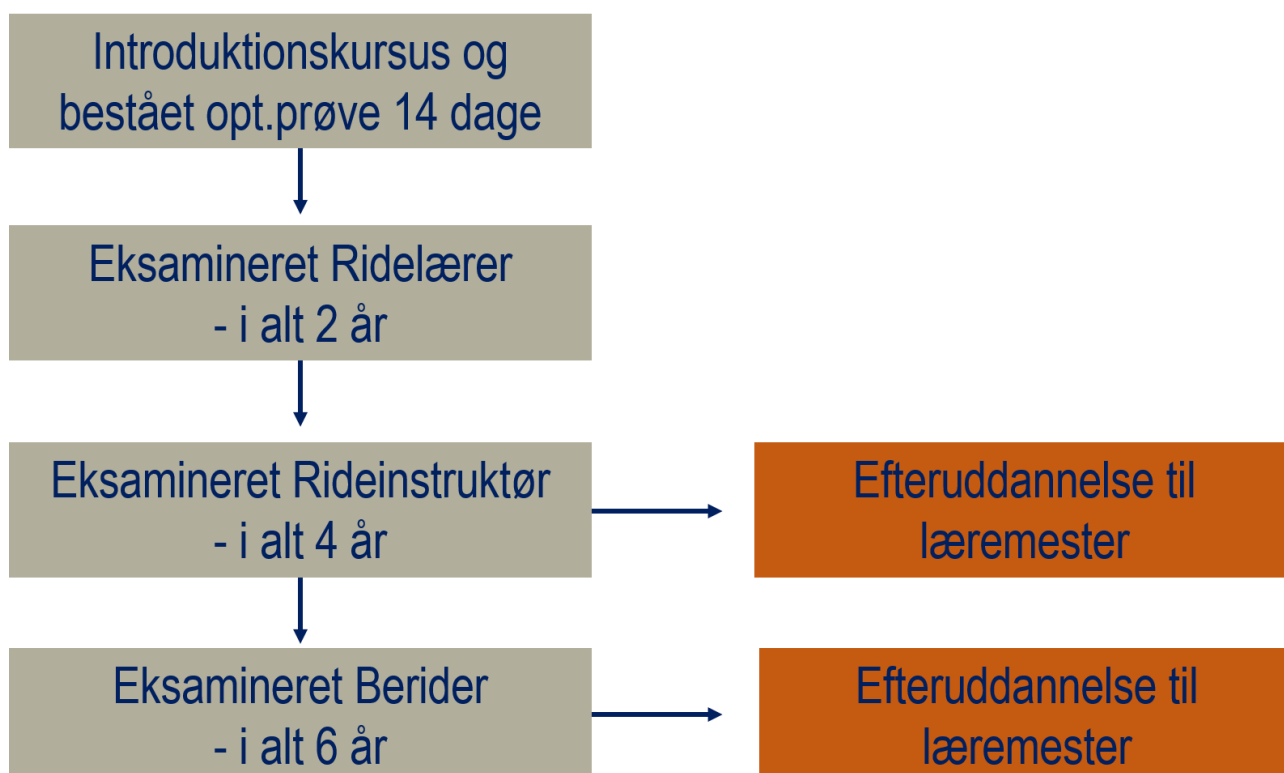 Introduktionskursus og
bestået opt.prøve 14 dage
Eksamineret Ridelærer
- i alt 2 år
Eksamineret Rideinstruktør
- i alt 4 år
Efteruddannelse til
læremester
Eksamineret Berider
- i alt 6 år
Efteruddannelse til
læremester